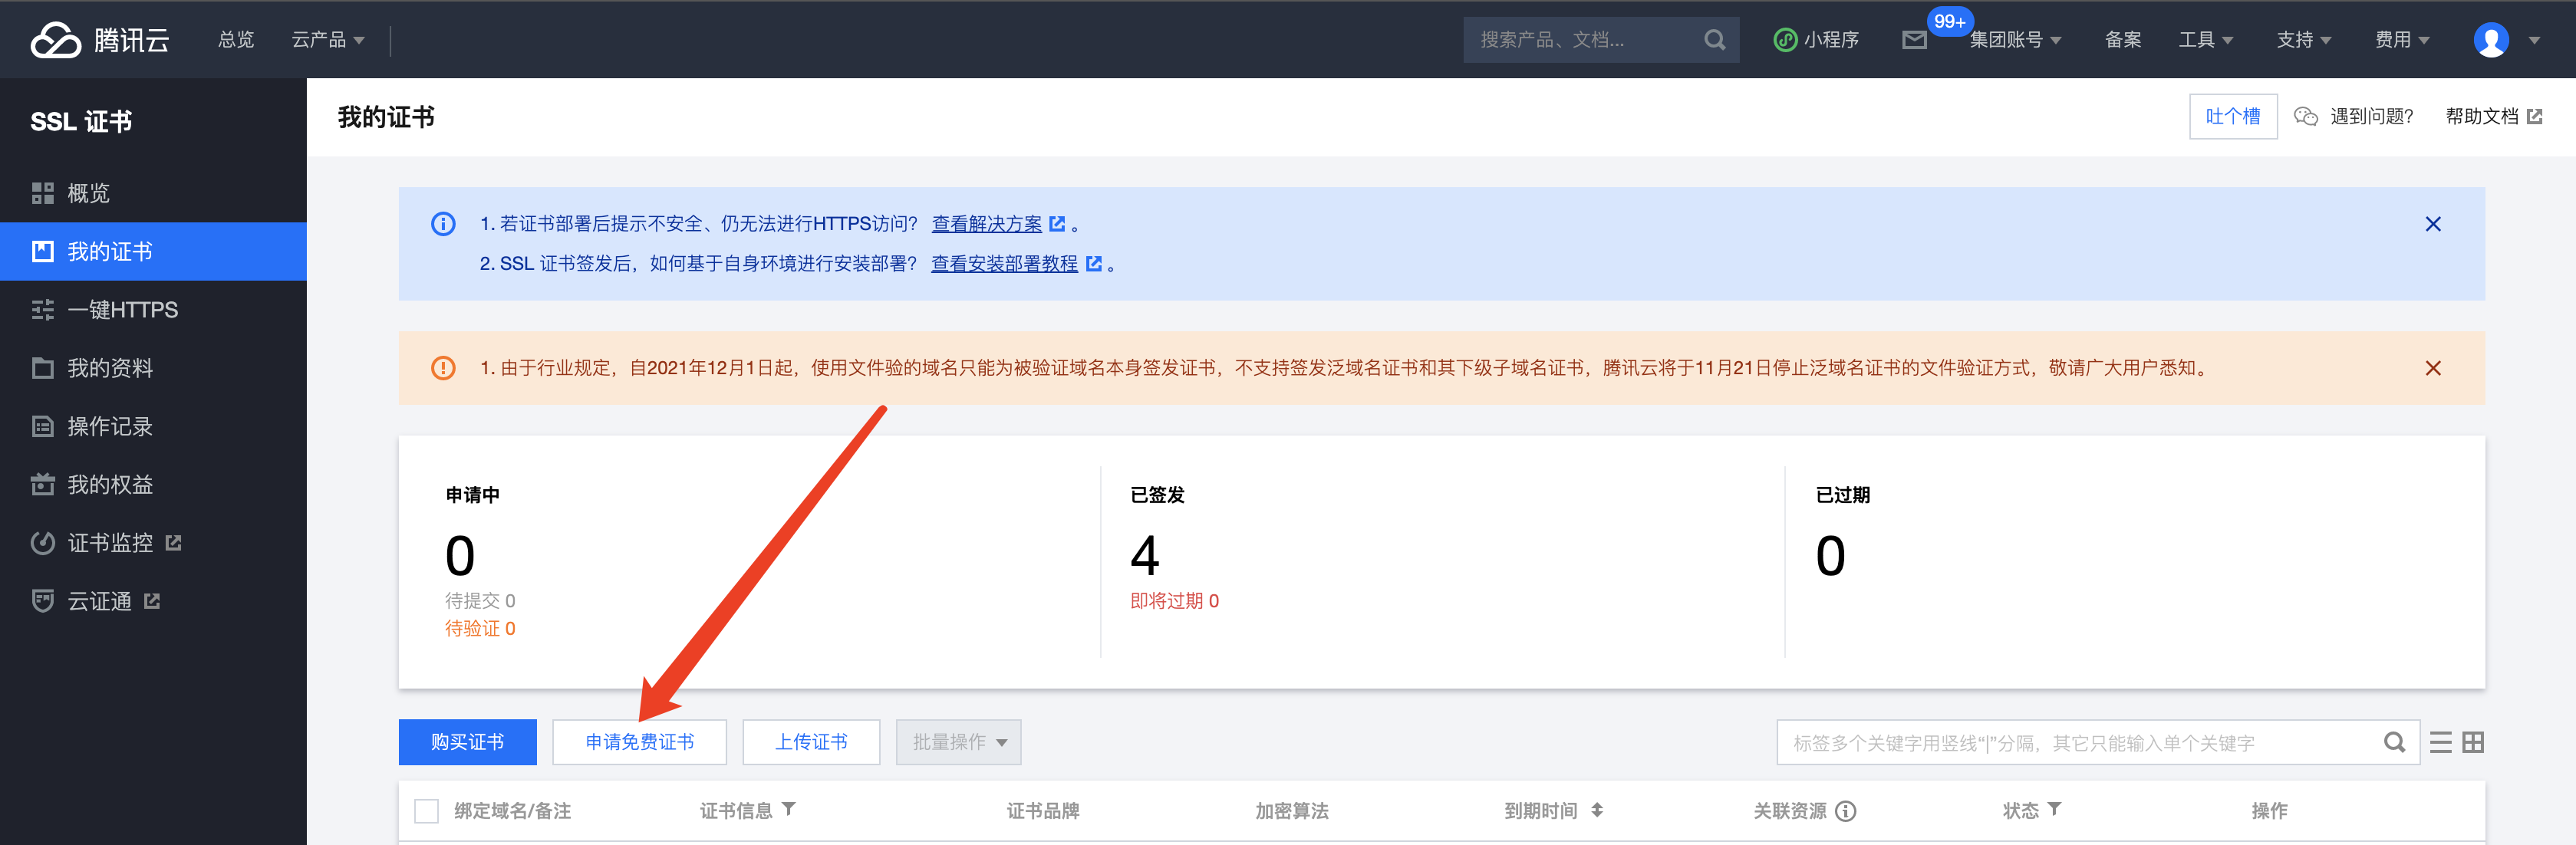 腾讯云
总览
云产品
搜索产品、文档...
小程序
99+
集团账号
备案
工具
支持
费用
SSL 证书
概览
我的证书
一键HTTPS
我的资料
操作记录
我的权益
证书监控
云证通
我的证书
吐个槽
遇到问题?
帮助文档
1. 若证书部署后提示不安全、仍无法进行HTTPS访问? 查看解决方案 。
2. SSL 证书签发后，如何基于自身环境进行安装部署? 查看安装部署教程 。
1. 由于行业规定，自2021年12月1日起，使用文件验的域名只能为被验证域名本身签发证书，不支持签发泛域名证书和其下级子域名证书，腾讯云将于11月21日停止泛域名证书的文件验证方式，敬请广大用户悉知。
申请中
0
待提交 0
待验证 0
已签发
4
即将过期 0
已过期
0
购买证书
申请免费证书
上传证书
批量操作
标签多个关键字用竖线“|”分隔，其它只能输入单个关键字
绑定域名/备注
证书信息
证书品牌
加密算法
到期时间
关联资源
状态
操作